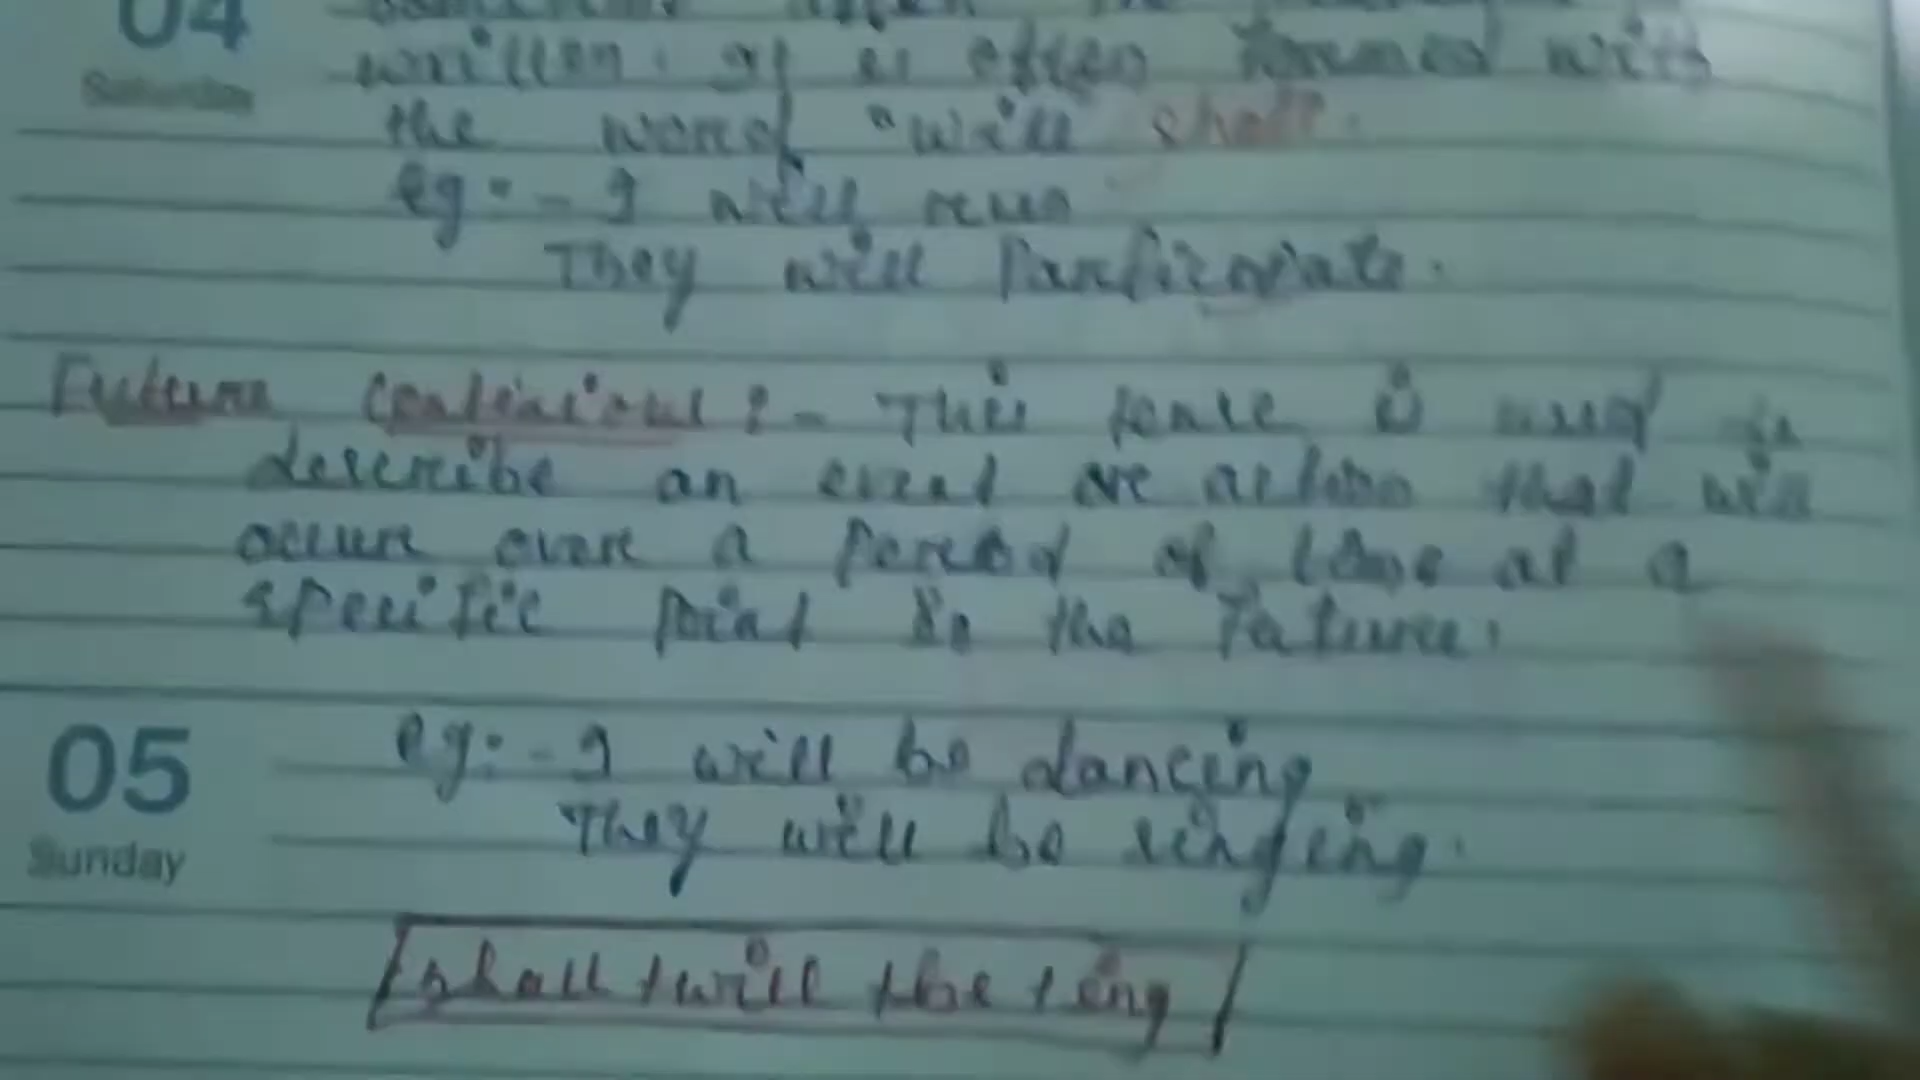 04
Saturday
written. It is often formed with
the word "will" shall.
eg:- I will run
They will Participate.
Future Continious :- This tense is used to
describe an event or action that will
occur over a period of time at a
specific point in the future.
05
Sunday
eg:- I will be dancing
They will be singing.
shall + will + be + ing